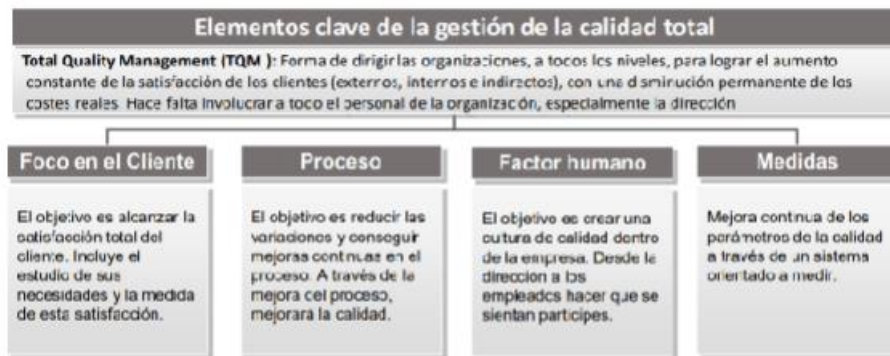 Elementos clave de la gestión de la calidad total
Total Quality Management (TQM ): Forma de dirigir las organizaciones, a todos los niveles, para lograr el aumento
constante de la satisfacción de los clientes (externos, internos e indirectos), con una disminución permanente de los
costes reales. Hace falta involucrar a todo el personal de la organización, especialmente la dirección
Foco en el Cliente
El objetivo es alcanzar la
satisfacción total del
cliente. Incluye el
estudio de sus
necesidades y la medida
de esta satisfacción.
Proceso
El objetivo es reducir las
variaciones y conseguir
mejoras continuas en el
proceso. A través de la
mejora del proceso,
mejorará la calidad.
Factor humano
El objetivo es crear una
cultura de calidad dentro
de la empresa. Desde la
dirección a los
empleados hacer que se
sientan participes.
Medidas
Mejora continua de los
parámetros de la calidad
a través de un sistema
orientado a medir.